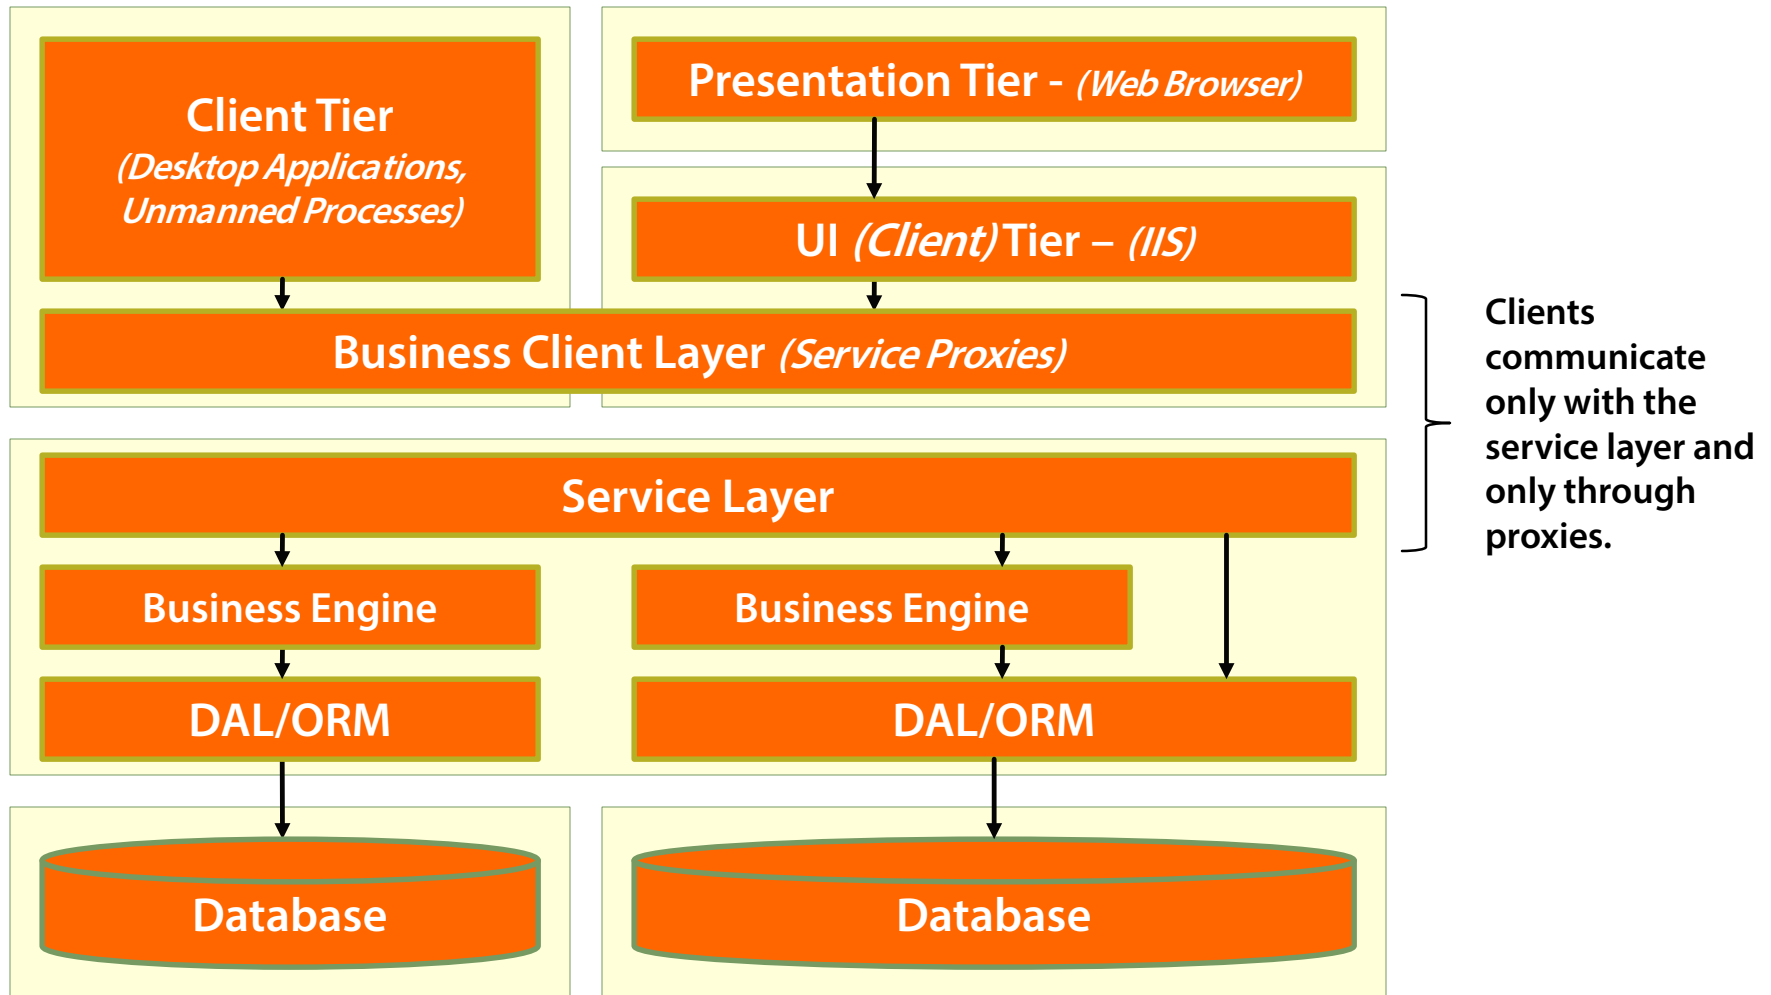 Client Tier
(Desktop Applications,
Unmanned Processes)
Presentation Tier - (Web Browser)
UI (Client) Tier – (IIS)
Business Client Layer (Service Proxies)
Clients
communicate
only with the
service layer and
only through
proxies.
Service Layer
Business Engine
Business Engine
DAL/ORM
DAL/ORM
Database
Database